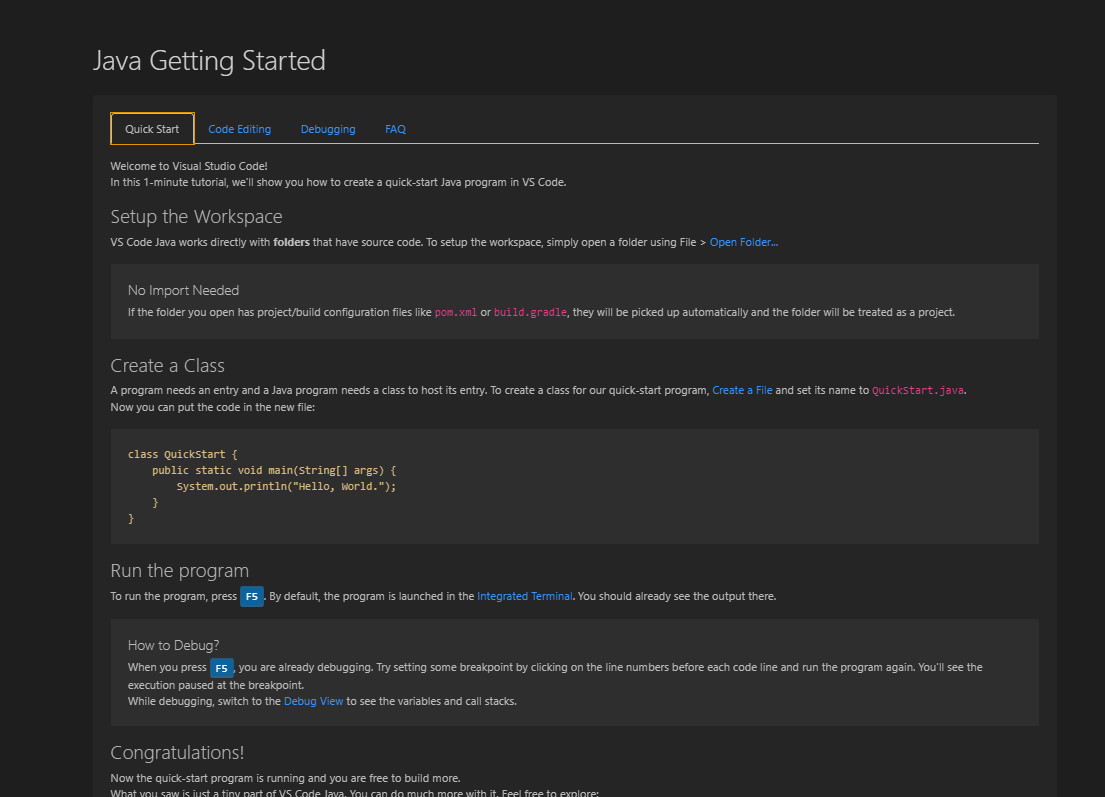 Java Getting Started
Quick Start Code Editing Debugging FAQ
Welcome to Visual Studio Code!
In this 1-minute tutorial, we'll show you how to create a quick-start Java program in VS Code.
Setup the Workspace
VS Code Java works directly with folders that have source code. To setup the workspace, simply open a folder using File > Open Folder...
No Import Needed
If the folder you open has project/build configuration files like pom.xml or build.gradle, they will be picked up automatically and the folder will be treated as a project.
Create a Class
A program needs an entry and a Java program needs a class to host its entry. To create a class for our quick-start program, Create a File and set its name to QuickStart.java.
Now you can put the code in the new file:
class QuickStart {
    public static void main(String[] args) {
        System.out.println("Hello, World.");
    }
}
Run the program
To run the program, press F5. By default, the program is launched in the Integrated Terminal. You should already see the output there.
How to Debug?
When you press F5, you are already debugging. Try setting some breakpoint by clicking on the line numbers before each code line and run the program again. You'll see the
execution paused at the breakpoint.
While debugging, switch to the Debug View to see the variables and call stacks.
Congratulations!
Now the quick-start program is running and you are free to build more.
What you saw is just a tiny part of VS Code Java. You can do much more with it. Feel free to explore: